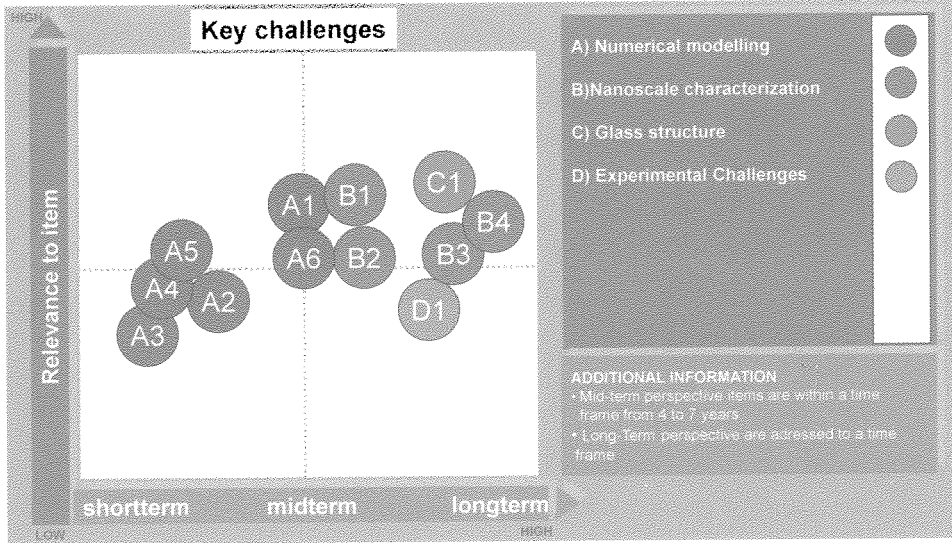 HIGH
Key challenges
Relevance to item
A1
B1
C1
B4
A5
A6
B2
B3
A4
A2
D1
A3
shortterm
midterm
longterm
LOW
HIGH
A) Numerical modelling
B)Nanoscale characterization
C) Glass structure
D) Experimental Challenges
ADDITIONAL INFORMATION
• Mid-term perspective items are within a time
frame from 4 to 7 years
• Long-Term perspective are adressed to a time
frame